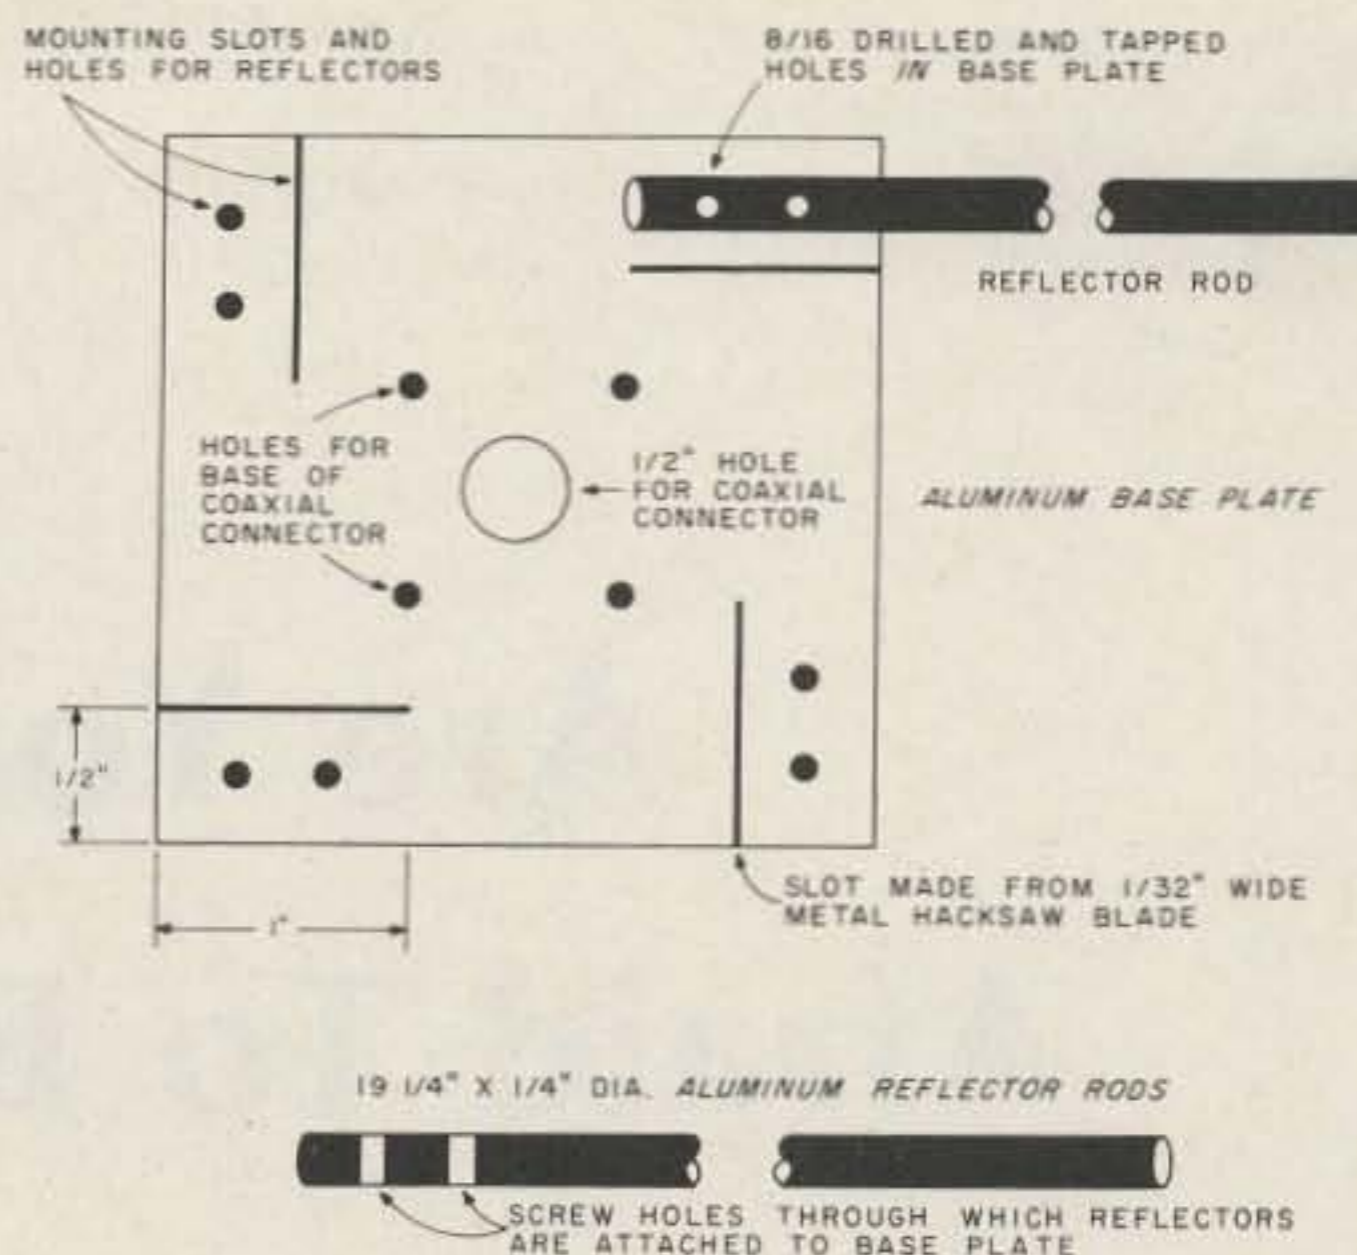 MOUNTING SLOTS AND
HOLES FOR REFLECTORS
8/16 DRILLED AND TAPPED
HOLES IN BASE PLATE
REFLECTOR ROD
HOLES FOR
BASE OF
COAXIAL
CONNECTOR
1/2" HOLE
FOR COAXIAL
CONNECTOR
ALUMINUM BASE PLATE
1/2"
1"
SLOT MADE FROM 1/32" WIDE
METAL HACKSAW BLADE
19 1/4" X 1/4" DIA. ALUMINUM REFLECTOR RODS
SCREW HOLES THROUGH WHICH REFLECTORS
ARE ATTACHED TO BASE PLATE